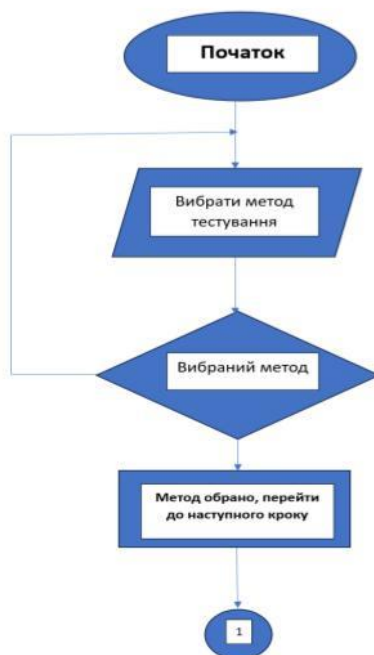 Початок
Вибрати метод
тестування
Вибраний метод
Метод обрано, перейти
до наступного кроку
1